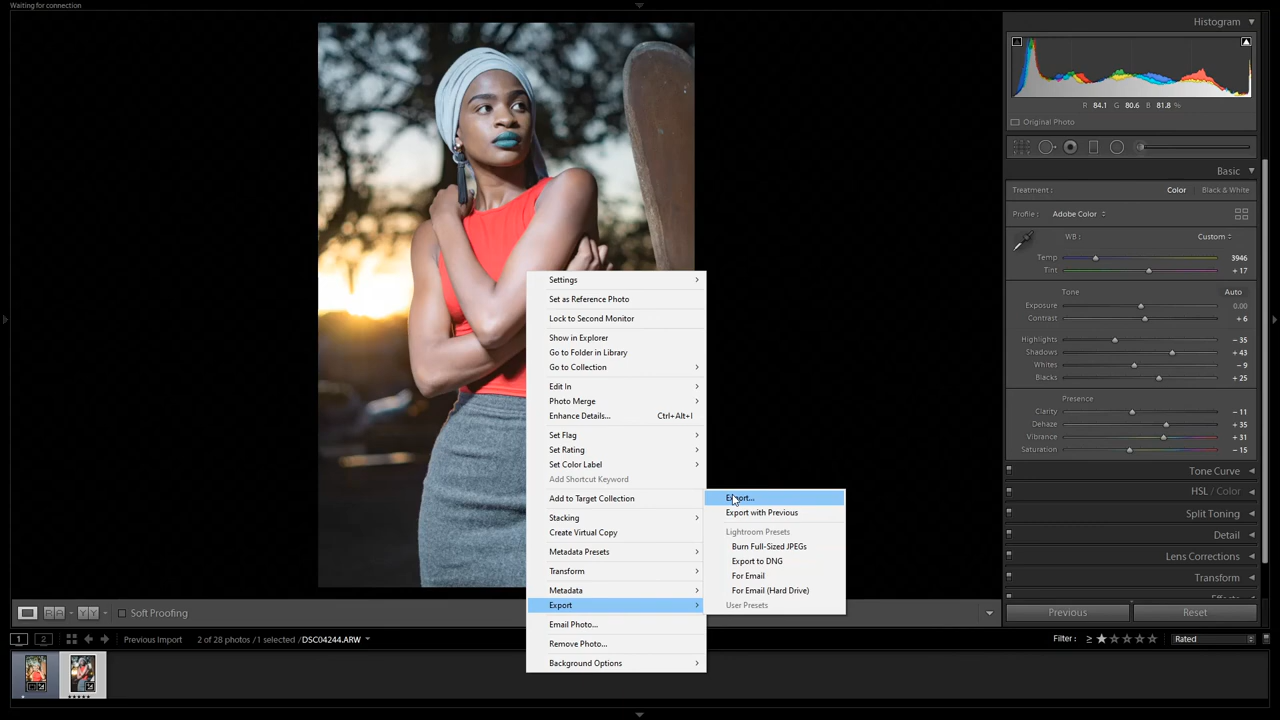 Waiting for connection
Histogram
R 84.1 G 80.6 B 81.8 %
Original Photo
Basic
Treatment : Color Black & White
Profile : Adobe Color
WB : Custom
Temp 3946
Tint + 17
Tone Auto
Exposure 0.00
Contrast + 6
Highlights − 35
Shadows + 43
Whites − 9
Blacks + 25
Presence
Clarity − 11
Dehaze + 35
Vibrance + 31
Saturation − 15
Tone Curve
HSL / Color
Split Toning
Detail
Lens Corrections
Transform
Previous Reset
Settings
Set as Reference Photo
Lock to Second Monitor
Show in Explorer
Go to Folder in Library
Go to Collection
Edit In
Photo Merge
Enhance Details... Ctrl+Alt+I
Set Flag
Set Rating
Set Color Label
Add Shortcut Keyword
Add to Target Collection
Stacking
Create Virtual Copy
Metadata Presets
Transform
Metadata
Export
Email Photo...
Remove Photo...
Background Options
Export...
Export with Previous
Lightroom Presets
Burn Full-Sized JPEGs
Export to DNG
For Email
For Email (Hard Drive)
User Presets
R A Y Y Soft Proofing
1 2 Previous Import 2 of 28 photos / 1 selected / DSC04244.ARW Filter : ≥ Rated